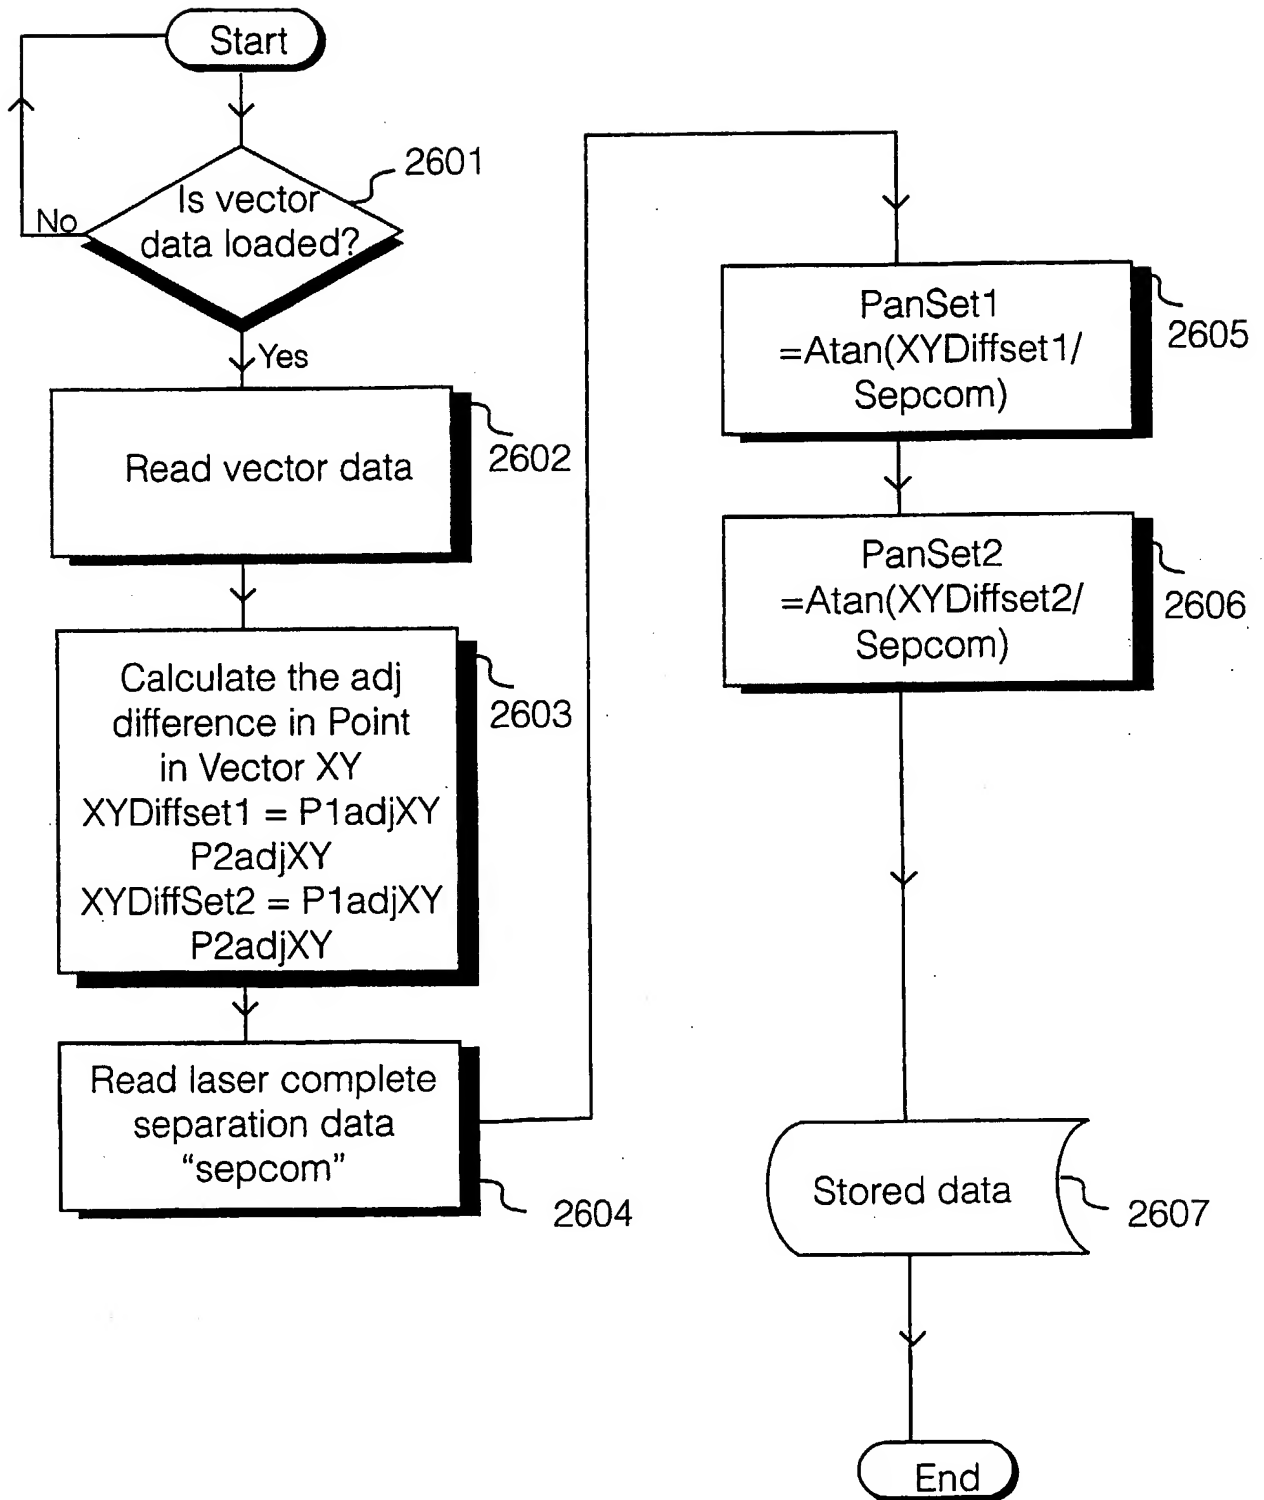 Start
2601
Is vector
data loaded?
No
Yes
Read vector data
2602
Calculate the adj
difference in Point
in Vector XY
XYDiffset1 = P1adjXY
P2adjXY
XYDiffSet2 = P1adjXY
P2adjXY
2603
Read laser complete
separation data
“sepcom”
2604
PanSet1
=Atan(XYDiffset1/
Sepcom)
2605
PanSet2
=Atan(XYDiffset2/
Sepcom)
2606
Stored data
2607
End